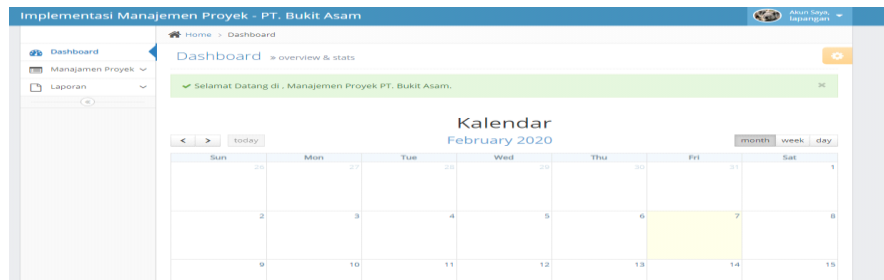 Implementasi Manajemen Proyek - PT. Bukit Asam
Akun Saya,
lapangan
Home > Dashboard
Dashboard
Manajamen Proyek
Laporan
Dashboard » overview & stats
Selamat Datang di , Manajemen Proyek PT. Bukit Asam.
Kalendar
< > today February 2020 month week day
Sun Mon Tue Wed Thu Fri Sat
26 27 28 29 30 31 1
2 3 4 5 6 7 8
9 10 11 12 13 14 15